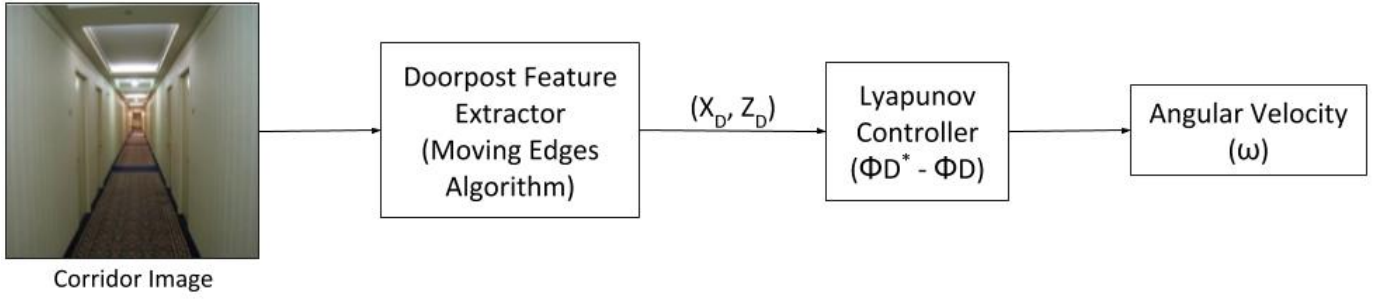 Corridor Image
Doorpost Feature
Extractor
(Moving Edges
Algorithm)
(X_D, Z_D)
Lyapunov
Controller
(ΦD* - ΦD)
Angular Velocity
(ω)